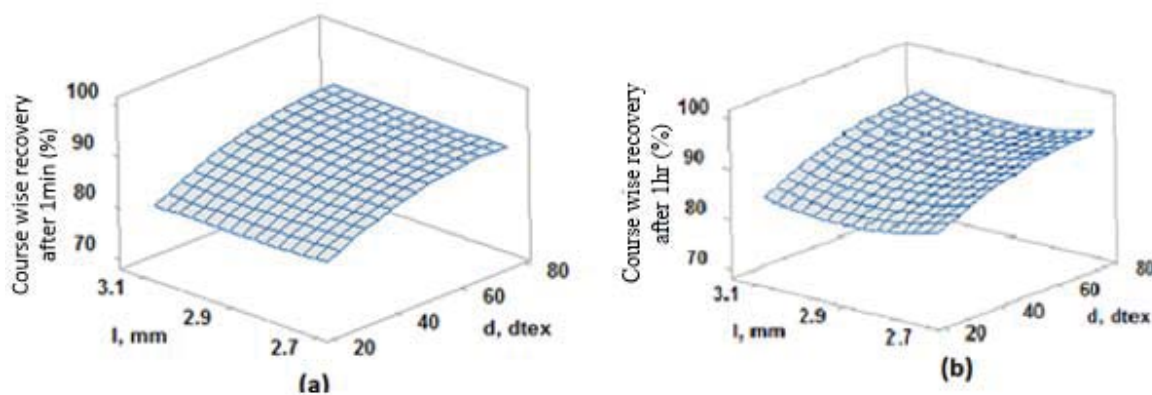 Course wise recovery
after 1min (%)
100
90
80
70
3.1
2.9
2.7
l, mm
20
40
60
80
d, dtex
(a)
Course wise recovery
after 1hr (%)
100
90
80
70
3.1
2.9
2.7
l, mm
20
40
60
80
d, dtex
(b)